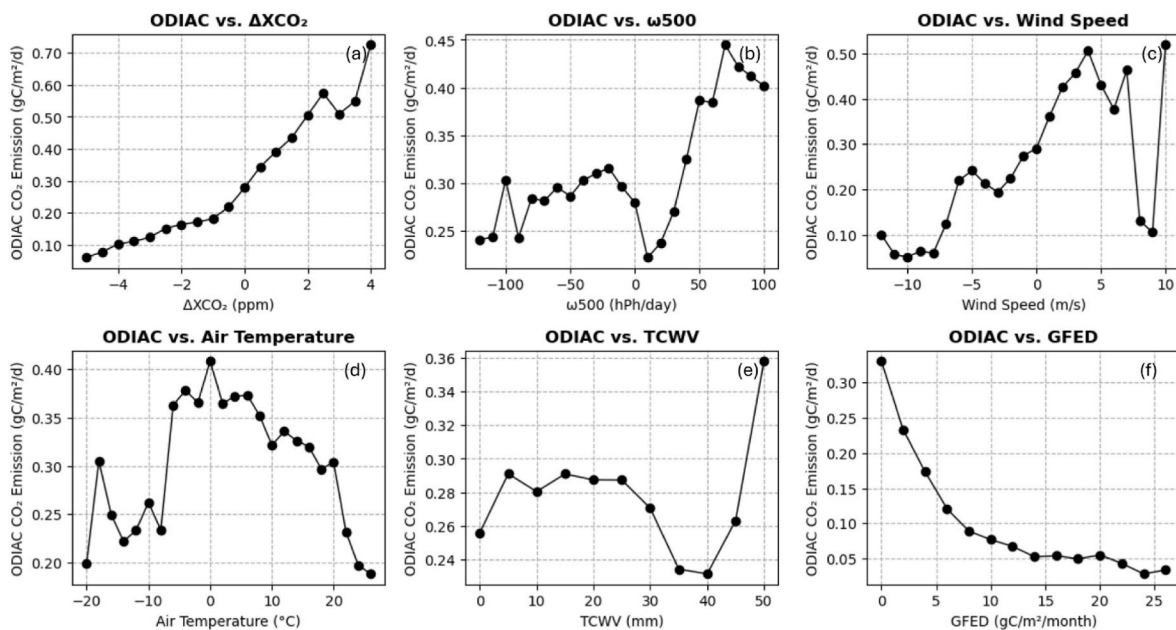 ODIAC vs. ΔXCO₂
(a)
ODIAC CO₂ Emission (gC/m²/d)
0.70
0.60
0.50
0.40
0.30
0.20
0.10
−4
−2
0
2
4
ΔXCO₂ (ppm)
ODIAC vs. ω500
(b)
ODIAC CO₂ Emission (gC/m²/d)
0.45
0.40
0.35
0.30
0.25
−100
−50
0
50
100
ω500 (hPh/day)
ODIAC vs. Wind Speed
(c)
ODIAC CO₂ Emission (gC/m²/d)
0.50
0.40
0.30
0.20
0.10
−10
−5
0
5
10
Wind Speed (m/s)
ODIAC vs. Air Temperature
(d)
ODIAC CO₂ Emission (gC/m²/d)
0.40
0.35
0.30
0.25
0.20
−20
−10
0
10
20
Air Temperature (°C)
ODIAC vs. TCWV
(e)
ODIAC CO₂ Emission (gC/m²/d)
0.36
0.34
0.32
0.30
0.28
0.26
0.24
0
10
20
30
40
50
TCWV (mm)
ODIAC vs. GFED
(f)
ODIAC CO₂ Emission (gC/m²/d)
0.30
0.25
0.20
0.15
0.10
0.05
0
5
10
15
20
25
GFED (gC/m²/month)